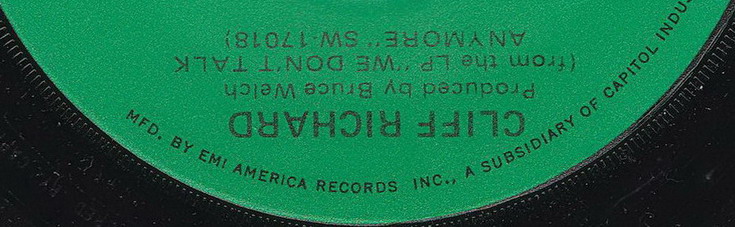 CLIFF RICHARD
Produced by Bruce Welch
(from the LP "WE DON'T TALK
ANYMORE" SW-17018)
MFD. BY EMI AMERICA RECORDS INC., A SUBSIDIARY OF CAPITOL INDU